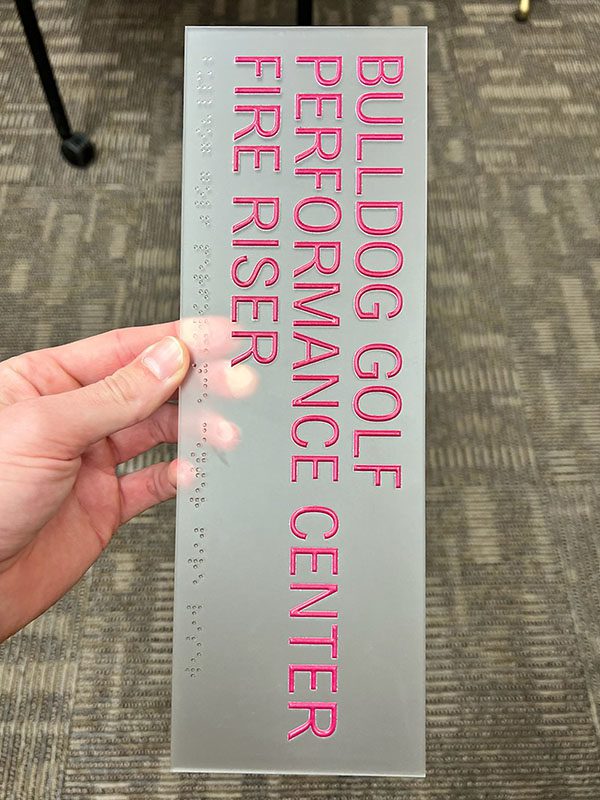 BULLDOG GOLF
PERFORMANCE CENTER
FIRE RISER